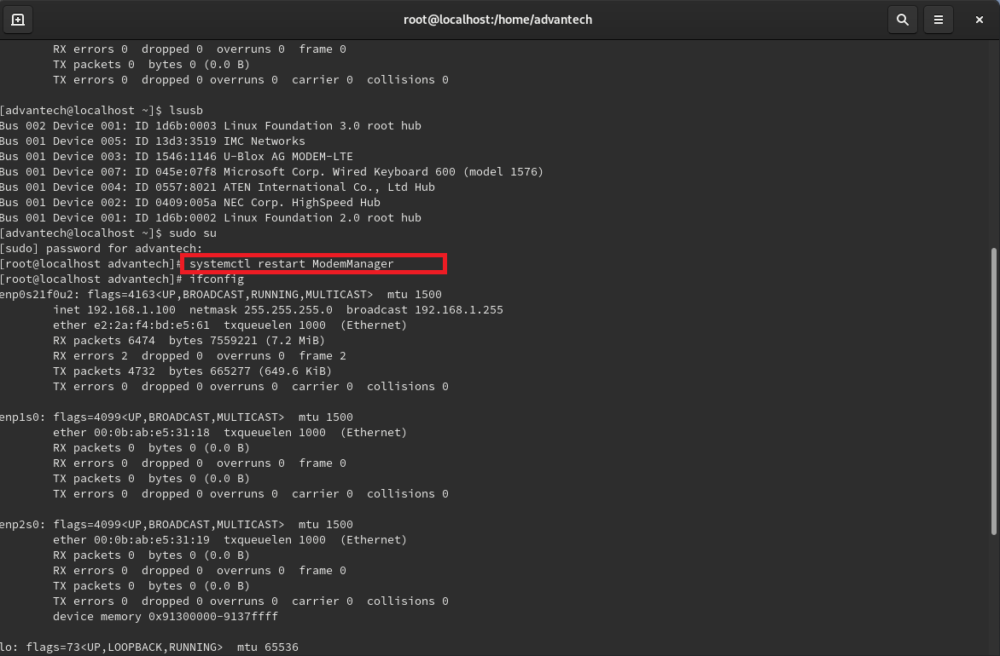 root@localhost:/home/advantech
RX errors 0  dropped 0  overruns 0  frame 0
TX packets 0  bytes 0 (0.0 B)
TX errors 0  dropped 0 overruns 0  carrier 0  collisions 0
[advantech@localhost ~]$ lsusb
Bus 002 Device 001: ID 1d6b:0003 Linux Foundation 3.0 root hub
Bus 001 Device 005: ID 13d3:3519 IMC Networks
Bus 001 Device 003: ID 1546:1146 U-Blox AG MODEM-LTE
Bus 001 Device 007: ID 045e:07f8 Microsoft Corp. Wired Keyboard 600 (model 1576)
Bus 001 Device 004: ID 0557:8021 ATEN International Co., Ltd Hub
Bus 001 Device 002: ID 0409:005a NEC Corp. HighSpeed Hub
Bus 001 Device 001: ID 1d6b:0002 Linux Foundation 2.0 root hub
[advantech@localhost ~]$ sudo su
[sudo] password for advantech:
[root@localhost advantech]# systemctl restart ModemManager
[root@localhost advantech]# ifconfig
enp0s21f0u2: flags=4163<UP,BROADCAST,RUNNING,MULTICAST>  mtu 1500
inet 192.168.1.100  netmask 255.255.255.0  broadcast 192.168.1.255
ether e2:2a:f4:bd:e5:61  txqueuelen 1000  (Ethernet)
RX packets 6474  bytes 7559221 (7.2 MiB)
RX errors 2  dropped 0  overruns 0  frame 2
TX packets 4732  bytes 665277 (649.6 KiB)
TX errors 0  dropped 0 overruns 0  carrier 0  collisions 0
enp1s0: flags=4099<UP,BROADCAST,MULTICAST>  mtu 1500
ether 00:0b:ab:e5:31:18  txqueuelen 1000  (Ethernet)
RX packets 0  bytes 0 (0.0 B)
RX errors 0  dropped 0  overruns 0  frame 0
TX packets 0  bytes 0 (0.0 B)
TX errors 0  dropped 0 overruns 0  carrier 0  collisions 0
enp2s0: flags=4099<UP,BROADCAST,MULTICAST>  mtu 1500
ether 00:0b:ab:e5:31:19  txqueuelen 1000  (Ethernet)
RX packets 0  bytes 0 (0.0 B)
RX errors 0  dropped 0  overruns 0  frame 0
TX packets 0  bytes 0 (0.0 B)
TX errors 0  dropped 0 overruns 0  carrier 0  collisions 0
device memory 0x91300000-9137ffff
lo: flags=73<UP,LOOPBACK,RUNNING>  mtu 65536